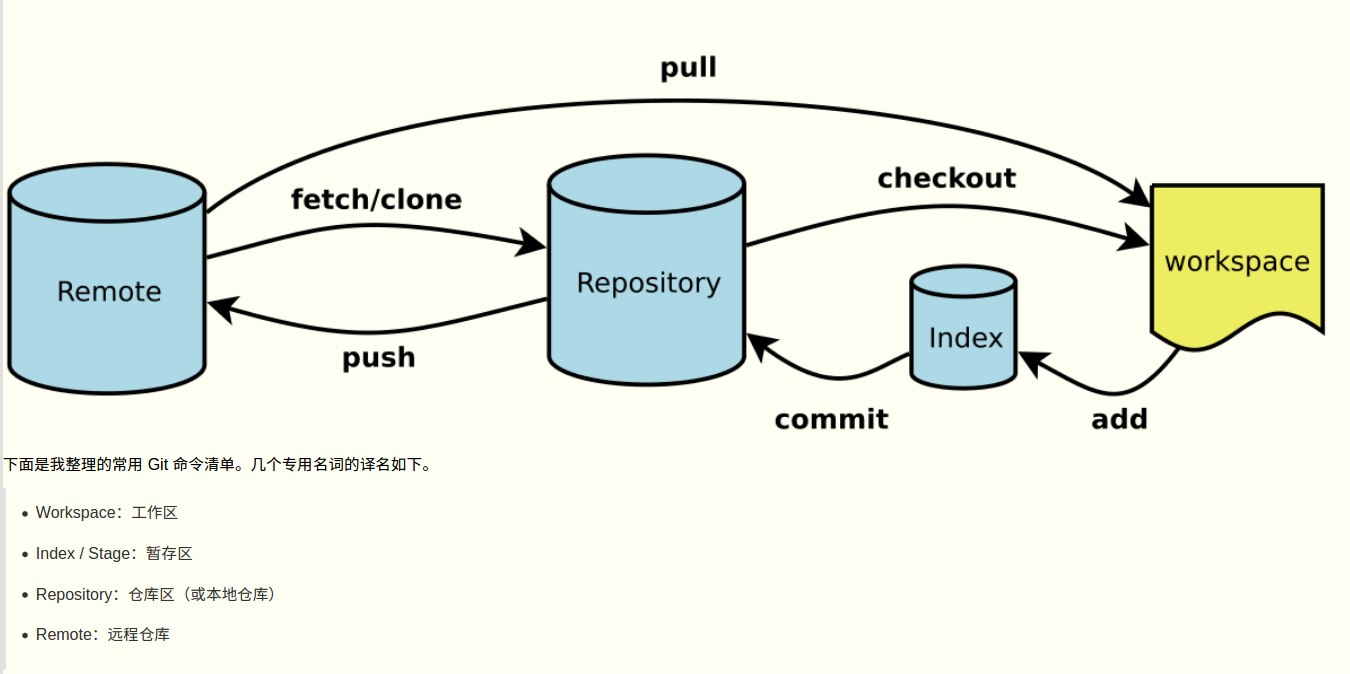 pull
fetch/clone
checkout
Remote
Repository
workspace
Index
push
commit
add
下面是我整理的常用 Git 命令清单。几个专用名词的译名如下。
Workspace：工作区
Index / Stage：暂存区
Repository：仓库区（或本地仓库）
Remote：远程仓库